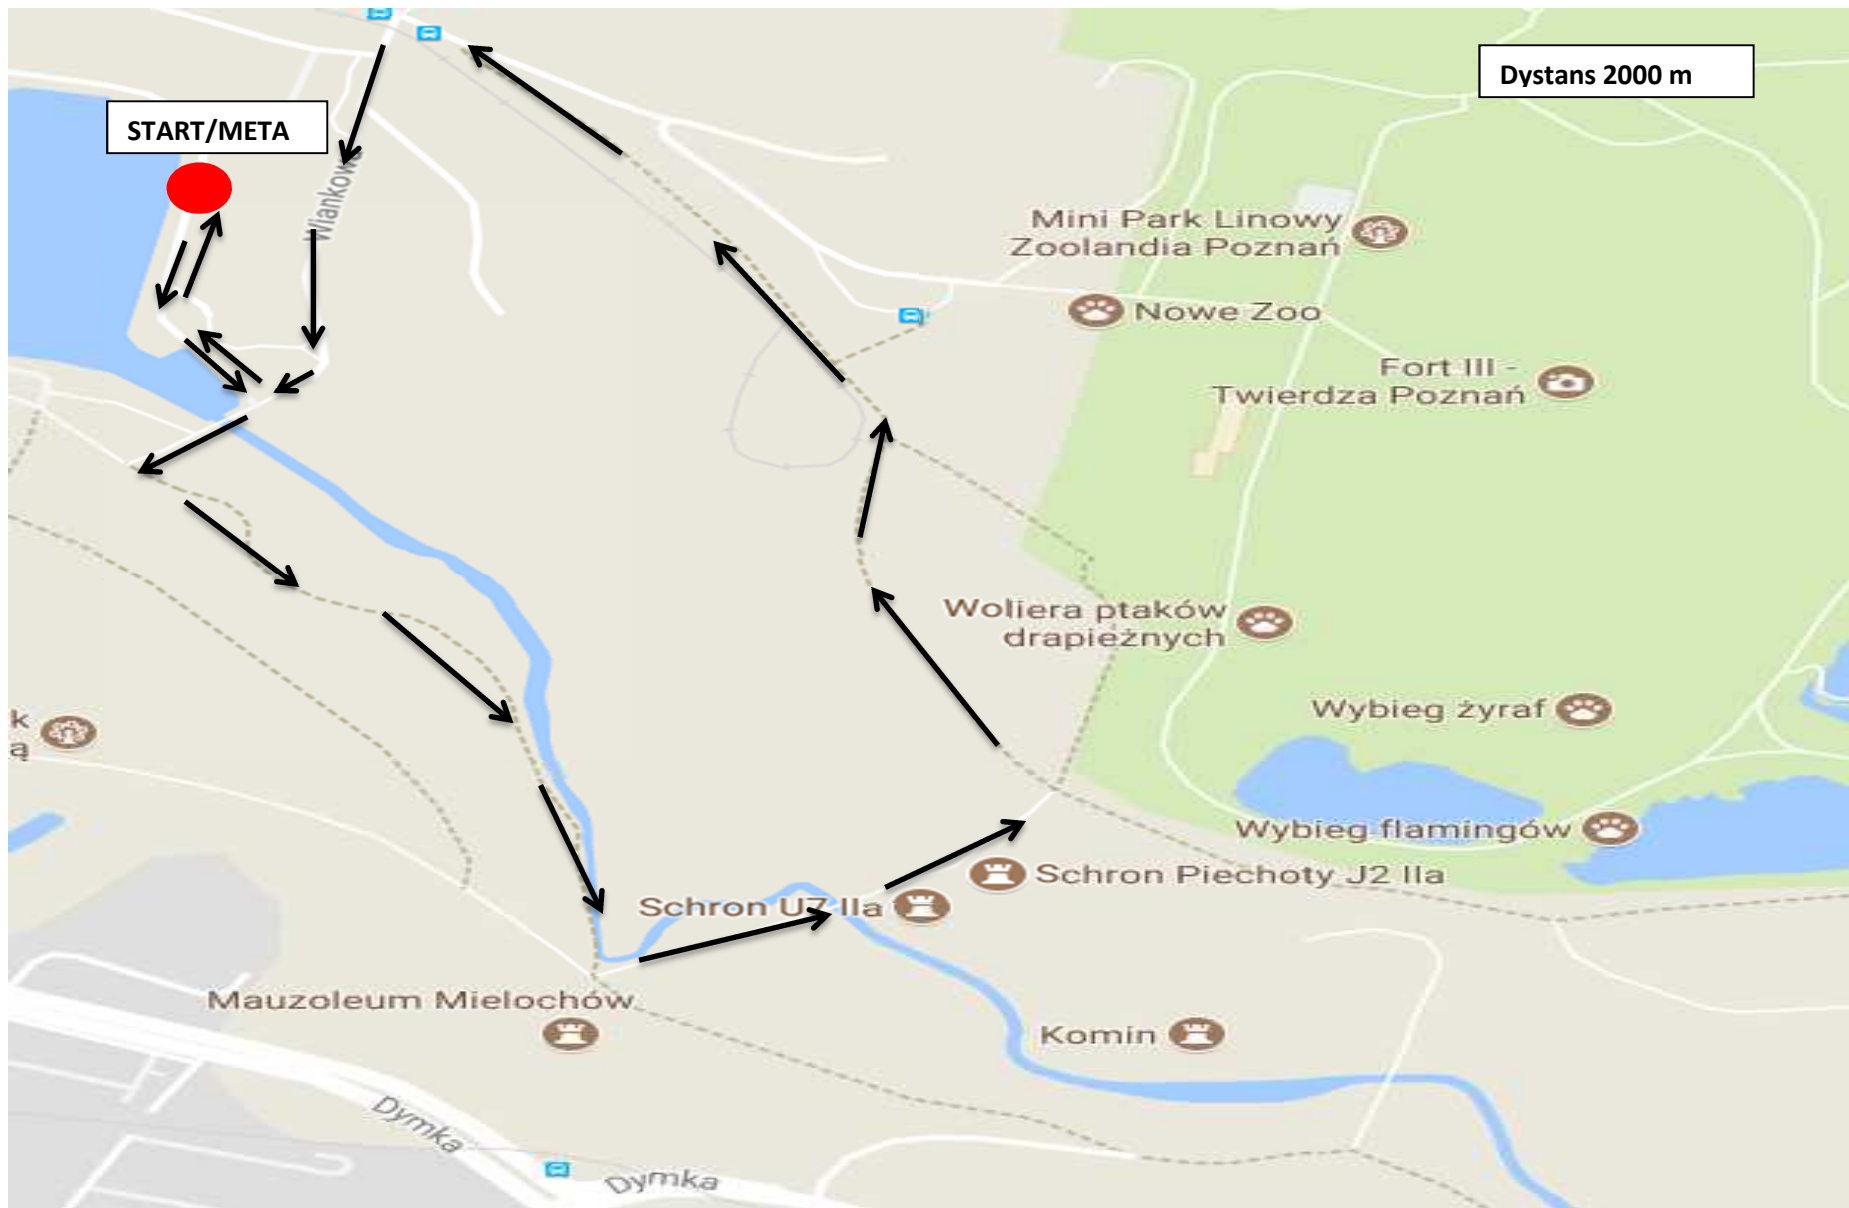 Dystans 2000 m
START/META
Wiankowa
Mini Park Linowy
Zoolandia Poznań
Nowe Zoo
Fort III -
Twierdza Poznań
Woliera ptaków
drapieżnych
Wybieg żyraf
k
ą
Wybieg flamingów
Schron Piechoty J2 IIa
Schron U7 IIa
Mauzoleum Mielochów
Komin
Dymka
Dymka